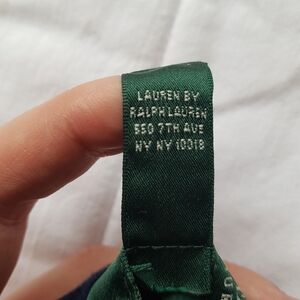 LAUREN BY
RALPH LAUREN
550 7TH AVE
NY NY 10018